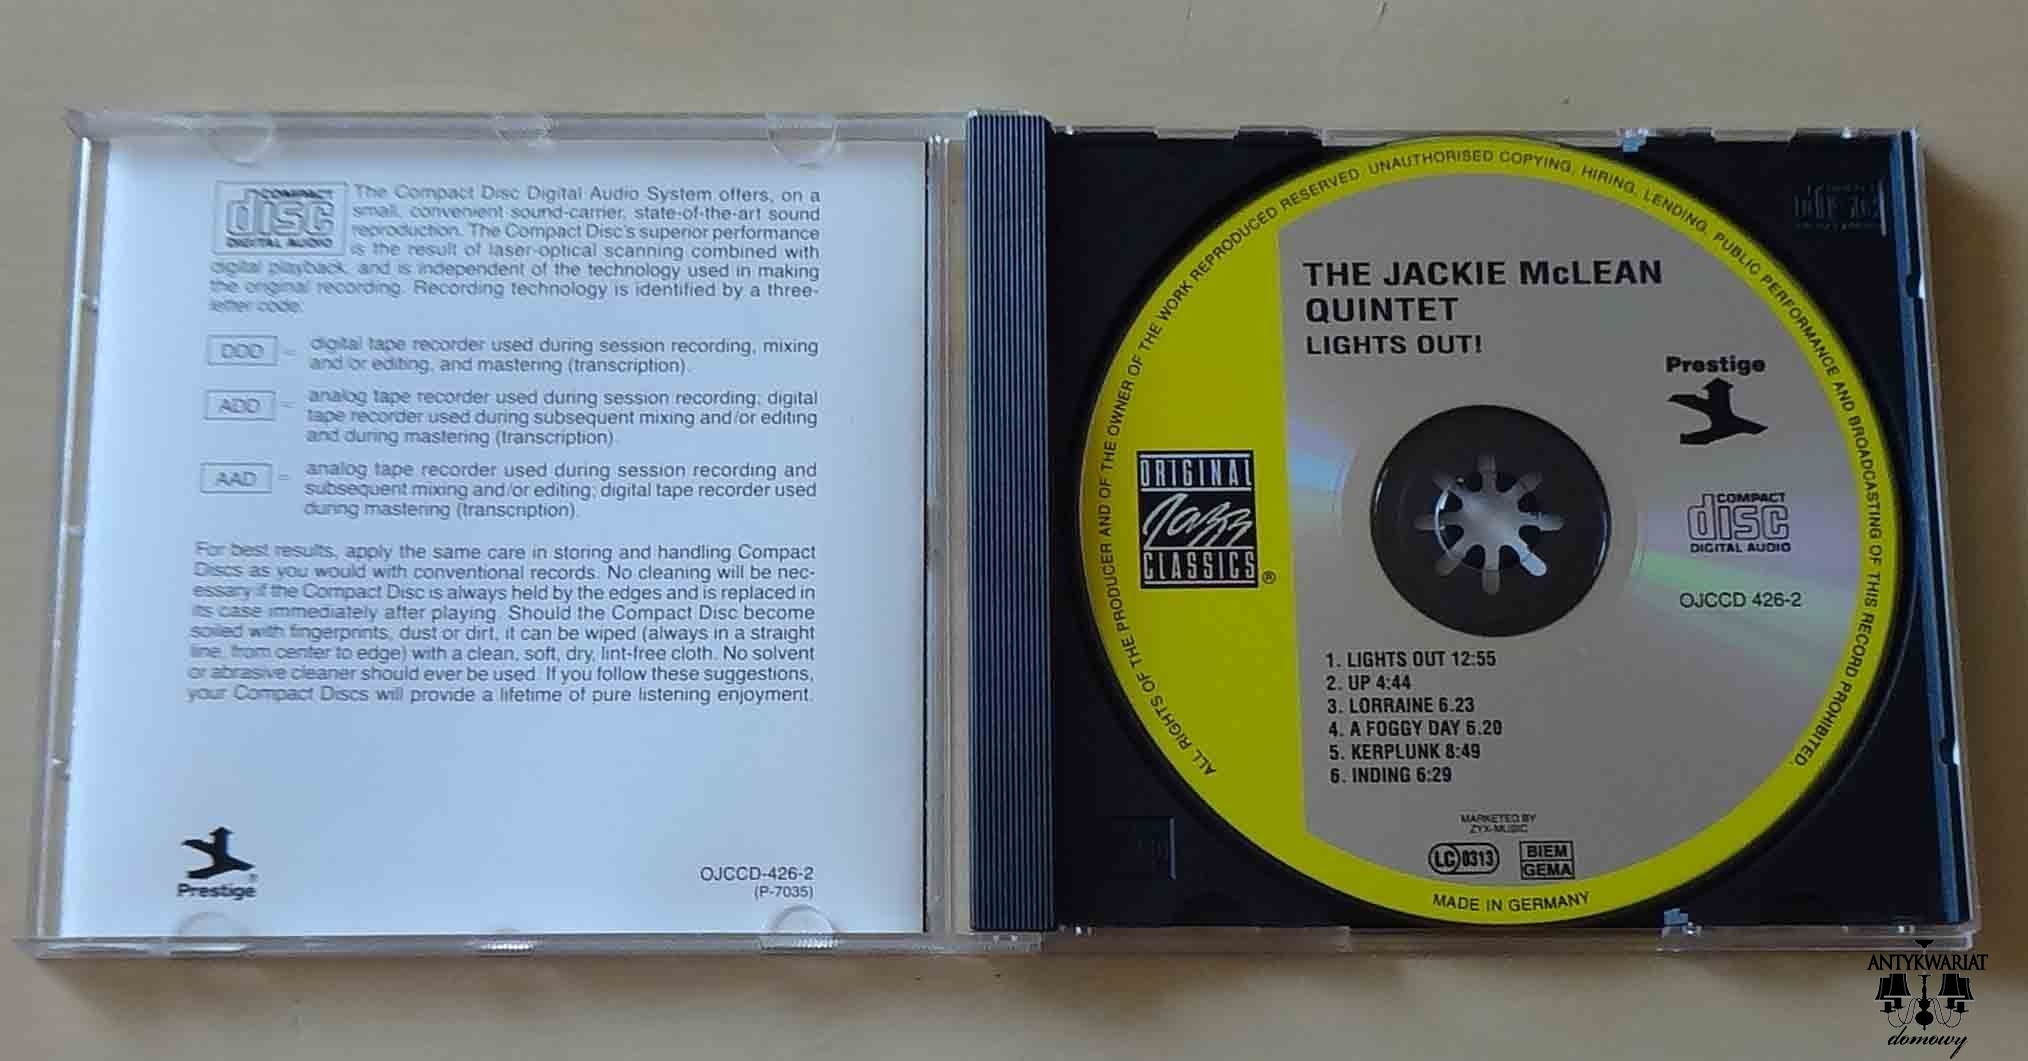 COMPACT
disc
DIGITAL AUDIO
The Compact Disc Digital Audio System offers, on a
small, convenient sound-carrier, state-of-the-art sound
reproduction. The Compact Disc's superior performance
is the result of laser-optical scanning combined with
digital playback, and is independent of the technology used in making
the original recording. Recording technology is identified by a three-
letter code:
DDD = digital tape recorder used during session recording, mixing
and/or editing, and mastering (transcription).
ADD = analog tape recorder used during session recording; digital
tape recorder used during subsequent mixing and/or editing
and during mastering (transcription).
AAD = analog tape recorder used during session recording and
subsequent mixing and/or editing; digital tape recorder used
during mastering (transcription).
For best results, apply the same care in storing and handling Compact
Discs as you would with conventional records. No cleaning will be nec-
essary if the Compact Disc is always held by the edges and is replaced in
its case immediately after playing. Should the Compact Disc become
soiled with fingerprints, dust or dirt, it can be wiped (always in a straight
line, from center to edge) with a clean, soft, dry, lint-free cloth. No solvent
or abrasive cleaner should ever be used. If you follow these suggestions,
your Compact Discs will provide a lifetime of pure listening enjoyment.
Prestige®
OJCCD-426-2
(P-7035)
ALL RIGHTS OF THE PRODUCER AND OF THE OWNER OF THE WORK REPRODUCED RESERVED UNAUTHORISED COPYING, HIRING, LENDING, PUBLIC PERFORMANCE AND BROADCASTING OF THIS RECORD PROHIBITED.
THE JACKIE McLEAN
QUINTET
LIGHTS OUT!
Prestige
ORIGINAL
Jazz
CLASSICS®
COMPACT
disc
DIGITAL AUDIO
OJCCD 426-2
1. LIGHTS OUT 12:55
2. UP 4:44
3. LORRAINE 6.23
4. A FOGGY DAY 6.20
5. KERPLUNK 8:49
6. INDING 6:29
MARKETED BY
ZYX-MUSIC
LC 0313
BIEM
GEMA
MADE IN GERMANY
ANTYKWARIAT
domowy